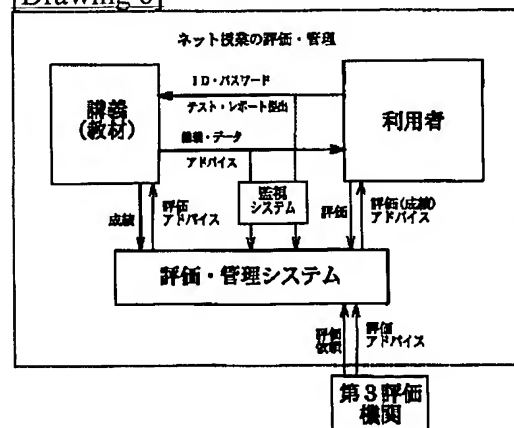 [Drawing 6]
ネット授業の評価・管理
ID・パスワード
テスト・レポート提出
講義
(教材)
利用者
・データ
アドバイス
監視
システム
成績
評価
アドバイス
評価
評価(成績)
アドバイス
評価・管理システム
評価
依頼
評価
アドバイス
第3評価
機関